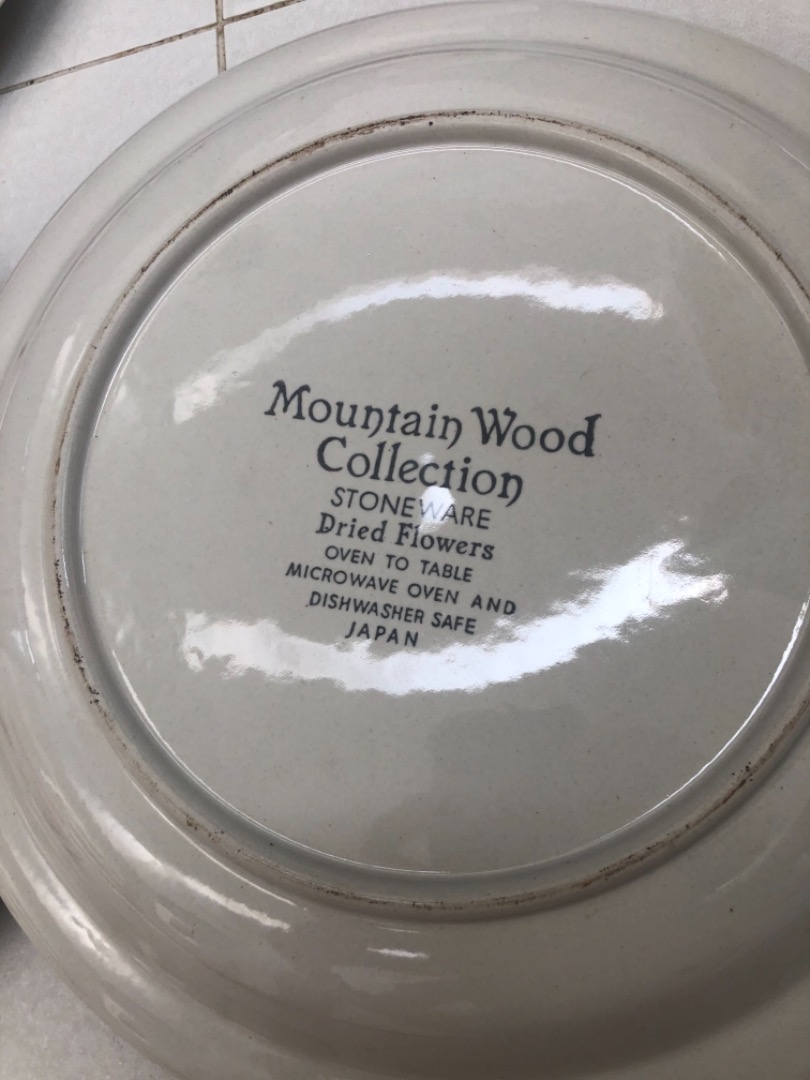 Mountain Wood
Collection
STONEWARE
Dried Flowers
OVEN TO TABLE
MICROWAVE OVEN AND
DISHWASHER SAFE
JAPAN